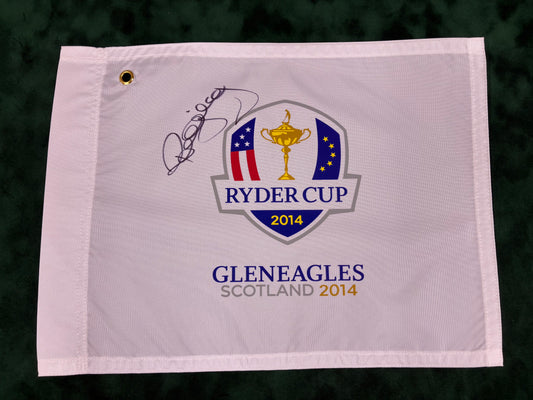 RYDER CUP
2014
GLENEAGLES
SCOTLAND 2014